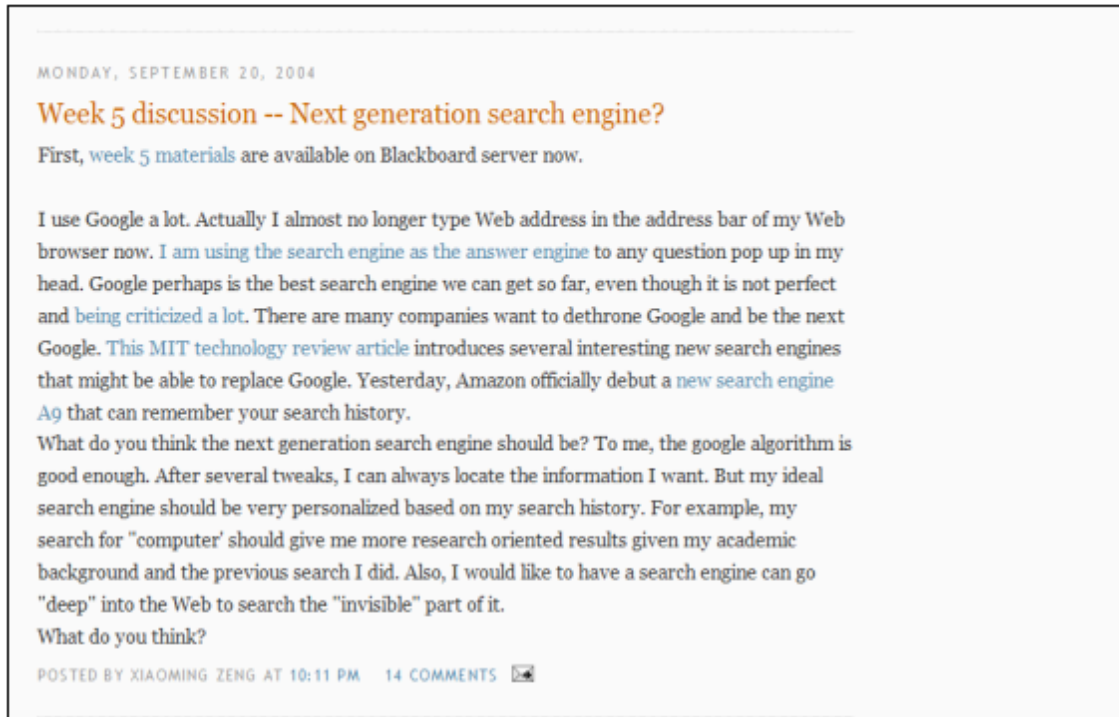 MONDAY, SEPTEMBER 20, 2004
Week 5 discussion -- Next generation search engine?
First, week 5 materials are available on Blackboard server now.
I use Google a lot. Actually I almost no longer type Web address in the address bar of my Web
browser now. I am using the search engine as the answer engine to any question pop up in my
head. Google perhaps is the best search engine we can get so far, even though it is not perfect
and being criticized a lot. There are many companies want to dethrone Google and be the next
Google. This MIT technology review article introduces several interesting new search engines
that might be able to replace Google. Yesterday, Amazon officially debut a new search engine
A9 that can remember your search history.
What do you think the next generation search engine should be? To me, the google algorithm is
good enough. After several tweaks, I can always locate the information I want. But my ideal
search engine should be very personalized based on my search history. For example, my
search for "computer' should give me more research oriented results given my academic
background and the previous search I did. Also, I would like to have a search engine can go
"deep" into the Web to search the "invisible" part of it.
What do you think?
POSTED BY XIAOMING ZENG AT 10:11 PM 14 COMMENTS